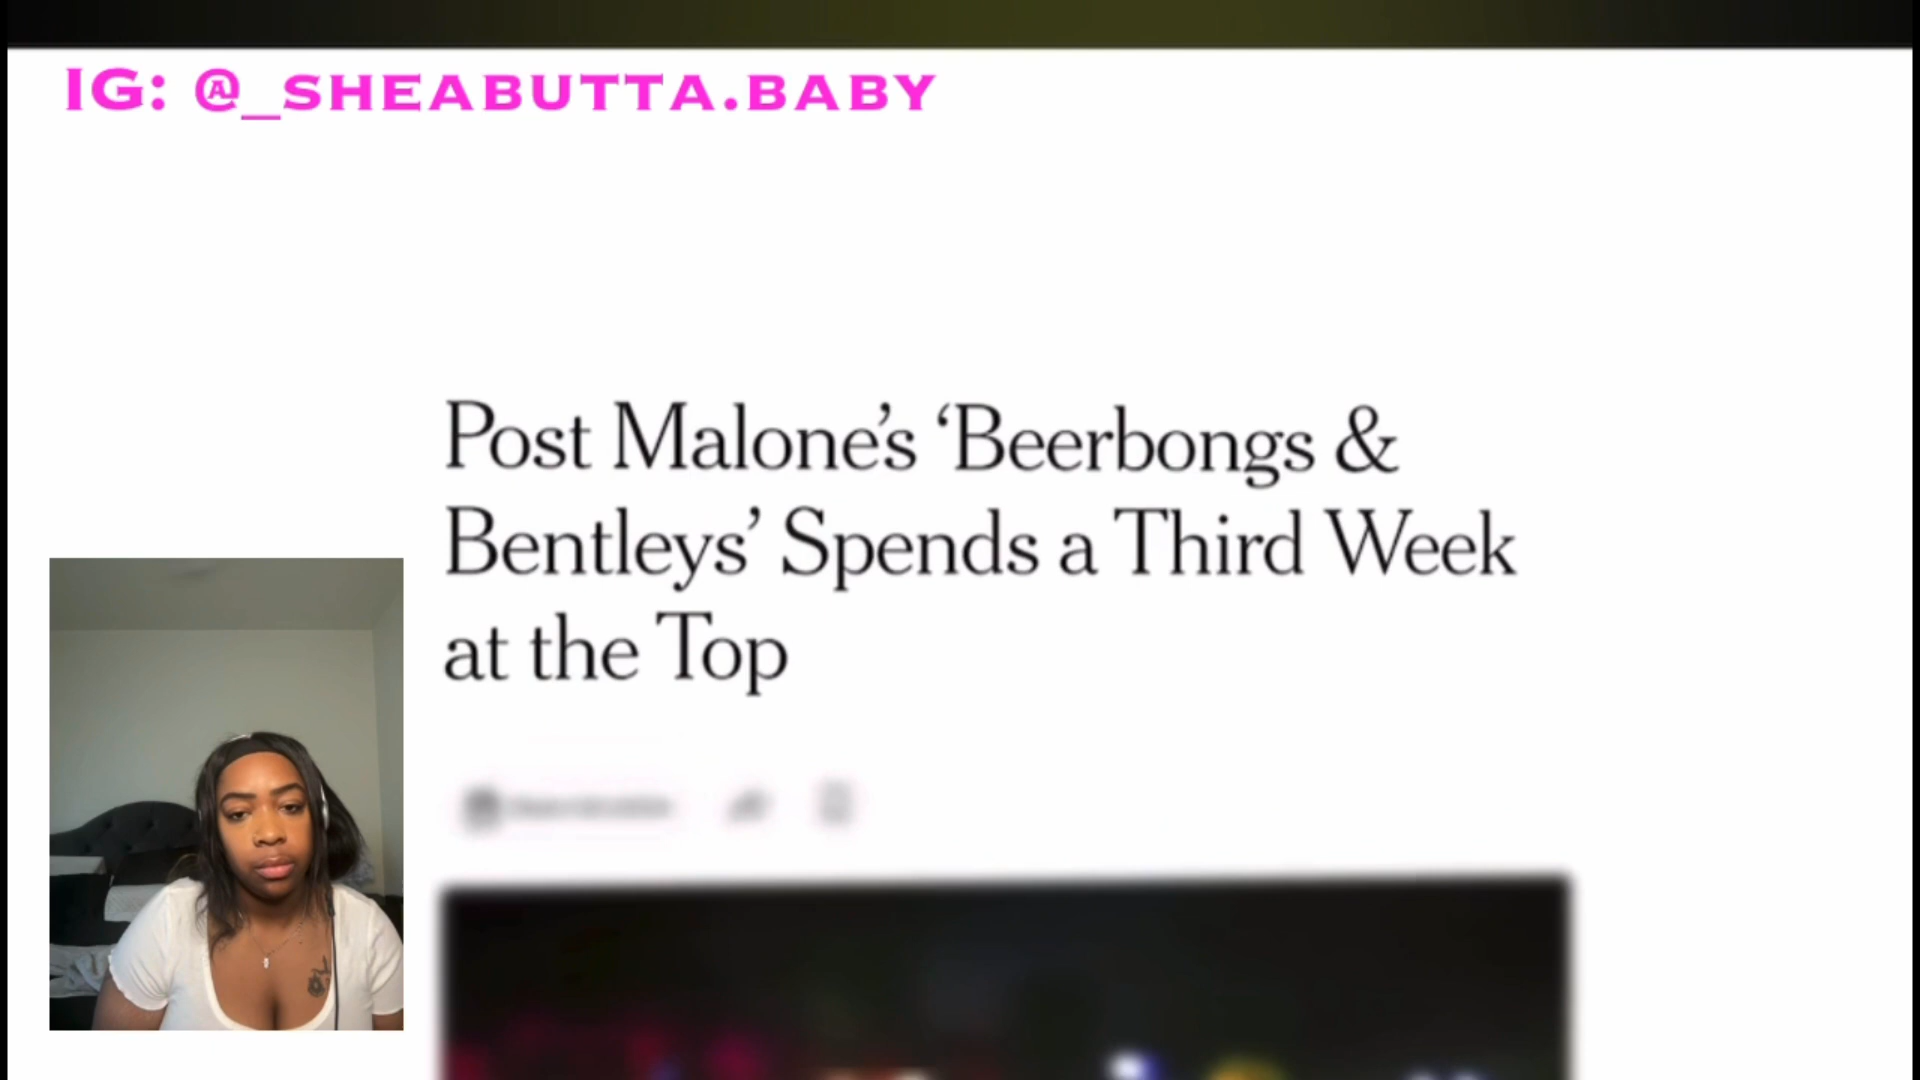 IG: @_SHEABUTTA.BABY
Post Malone’s ‘Beerbongs &
Bentleys’ Spends a Third Week
at the Top